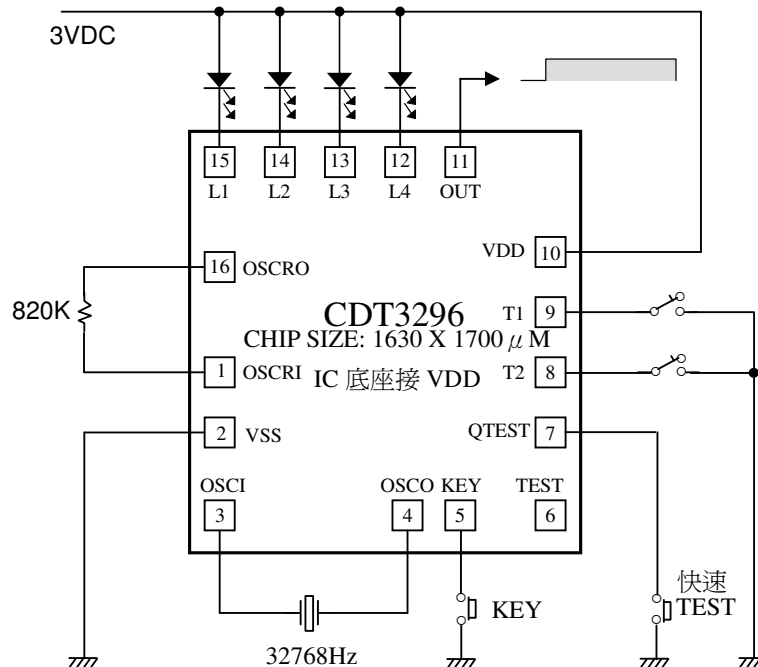 3VDC
15 14 13 12 11
L1 L2 L3 L4 OUT
VDD 10
16 OSCRO
820K
CDT3296
T1 9
CHIP SIZE: 1630 X 1700 μM
1 OSCRI
IC 底座接 VDD
T2 8
2 VSS
QTEST 7
OSCI OSCO KEY TEST
3 4 5 6
快速
KEY
TEST
32768Hz